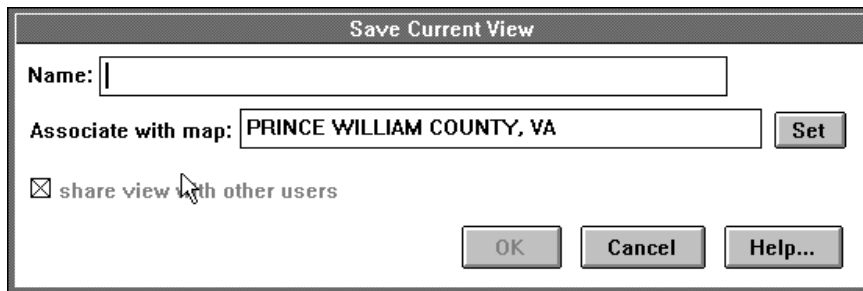 Save Current View
Name:
Associate with map: PRINCE WILLIAM COUNTY, VA Set
share view with other users
OK Cancel Help...